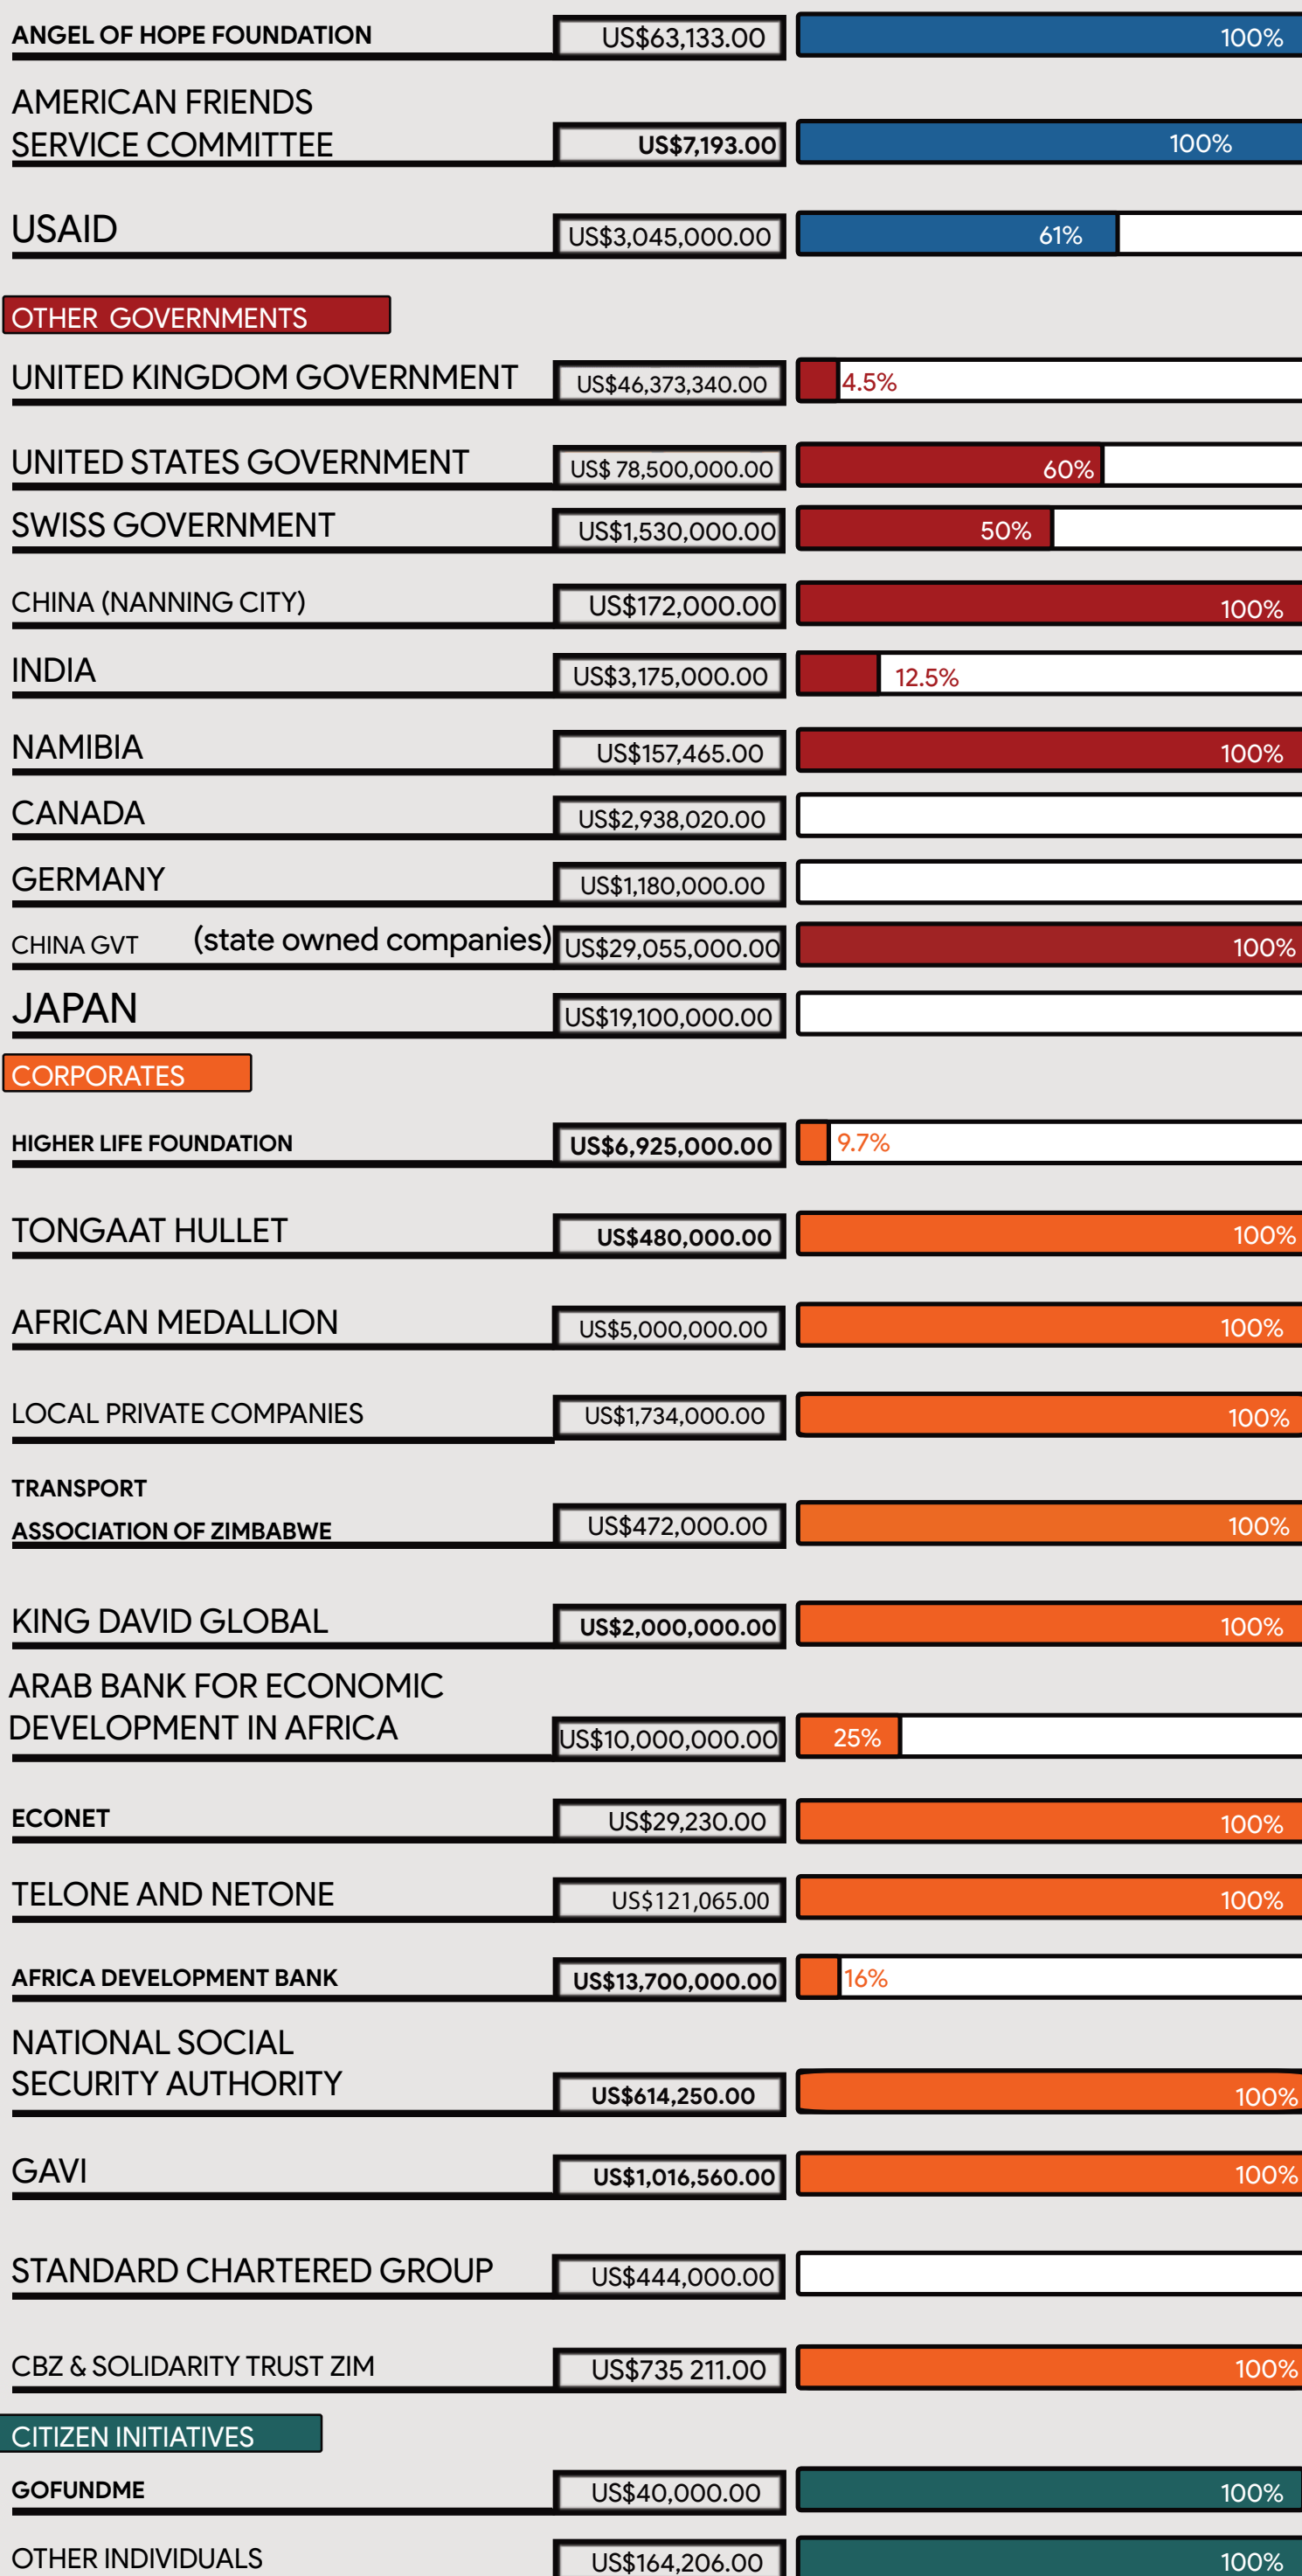 ANGEL OF HOPE FOUNDATION US$63,133.00 100%
AMERICAN FRIENDS
SERVICE COMMITTEE US$7,193.00 100%
USAID US$3,045,000.00 61%
OTHER GOVERNMENTS
UNITED KINGDOM GOVERNMENT US$46,373,340.00 4.5%
UNITED STATES GOVERNMENT US$ 78,500,000.00 60%
SWISS GOVERNMENT US$1,530,000.00 50%
CHINA (NANNING CITY) US$172,000.00 100%
INDIA US$3,175,000.00 12.5%
NAMIBIA US$157,465.00 100%
CANADA US$2,938,020.00
GERMANY US$1,180,000.00
CHINA GVT (state owned companies) US$29,055,000.00 100%
JAPAN US$19,100,000.00
CORPORATES
HIGHER LIFE FOUNDATION US$6,925,000.00 9.7%
TONGAAT HULLET US$480,000.00 100%
AFRICAN MEDALLION US$5,000,000.00 100%
LOCAL PRIVATE COMPANIES US$1,734,000.00 100%
TRANSPORT
ASSOCIATION OF ZIMBABWE US$472,000.00 100%
KING DAVID GLOBAL US$2,000,000.00 100%
ARAB BANK FOR ECONOMIC
DEVELOPMENT IN AFRICA US$10,000,000.00 25%
ECONET US$29,230.00 100%
TELONE AND NETONE US$121,065.00 100%
AFRICA DEVELOPMENT BANK US$13,700,000.00 16%
NATIONAL SOCIAL
SECURITY AUTHORITY US$614,250.00 100%
GAVI US$1,016,560.00 100%
STANDARD CHARTERED GROUP US$444,000.00
CBZ & SOLIDARITY TRUST ZIM US$735 211.00 100%
CITIZEN INITIATIVES
GOFUNDME US$40,000.00 100%
OTHER INDIVIDUALS US$164,206.00 100%